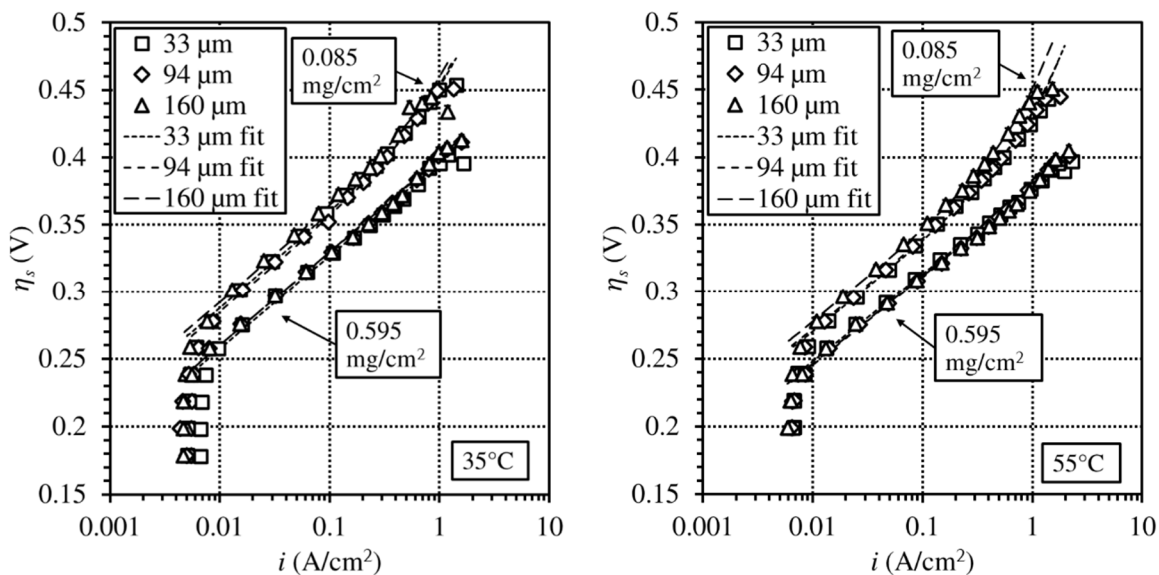 0.5
0.45
0.4
0.35
0.3
0.25
0.2
0.15
ηs (V)
33 μm
94 μm
160 μm
33 μm fit
94 μm fit
160 μm fit
0.085
mg/cm²
0.595
mg/cm²
35°C
0.001
0.01
0.1
1
10
i (A/cm²)
0.5
0.45
0.4
0.35
0.3
0.25
0.2
0.15
ηs (V)
33 μm
94 μm
160 μm
33 μm fit
94 μm fit
160 μm fit
0.085
mg/cm²
0.595
mg/cm²
55°C
0.001
0.01
0.1
1
10
i (A/cm²)